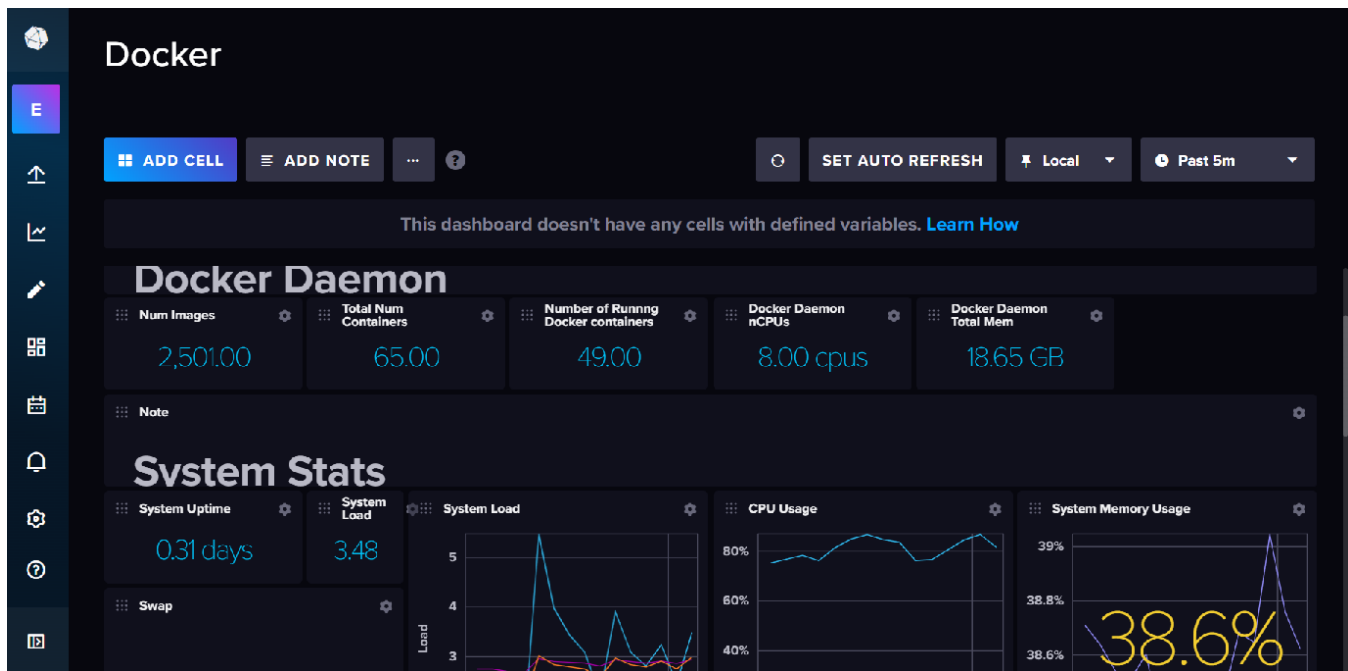 Docker
E
ADD CELL
ADD NOTE
...
?
SET AUTO REFRESH
Local
Past 5m
This dashboard doesn't have any cells with defined variables. Learn How
Docker Daemon
Num Images
2,501.00
Total Num
Containers
65.00
Number of Runnng
Docker containers
49.00
Docker Daemon
nCPUs
8.00 cpus
Docker Daemon
Total Mem
18.65 GB
Note
System Stats
System Uptime
0.31 days
System
Load
3.48
System Load
5
4
3
Load
CPU Usage
80%
60%
40%
System Memory Usage
39%
38.8%
38.6%
38.6%
Swap
?